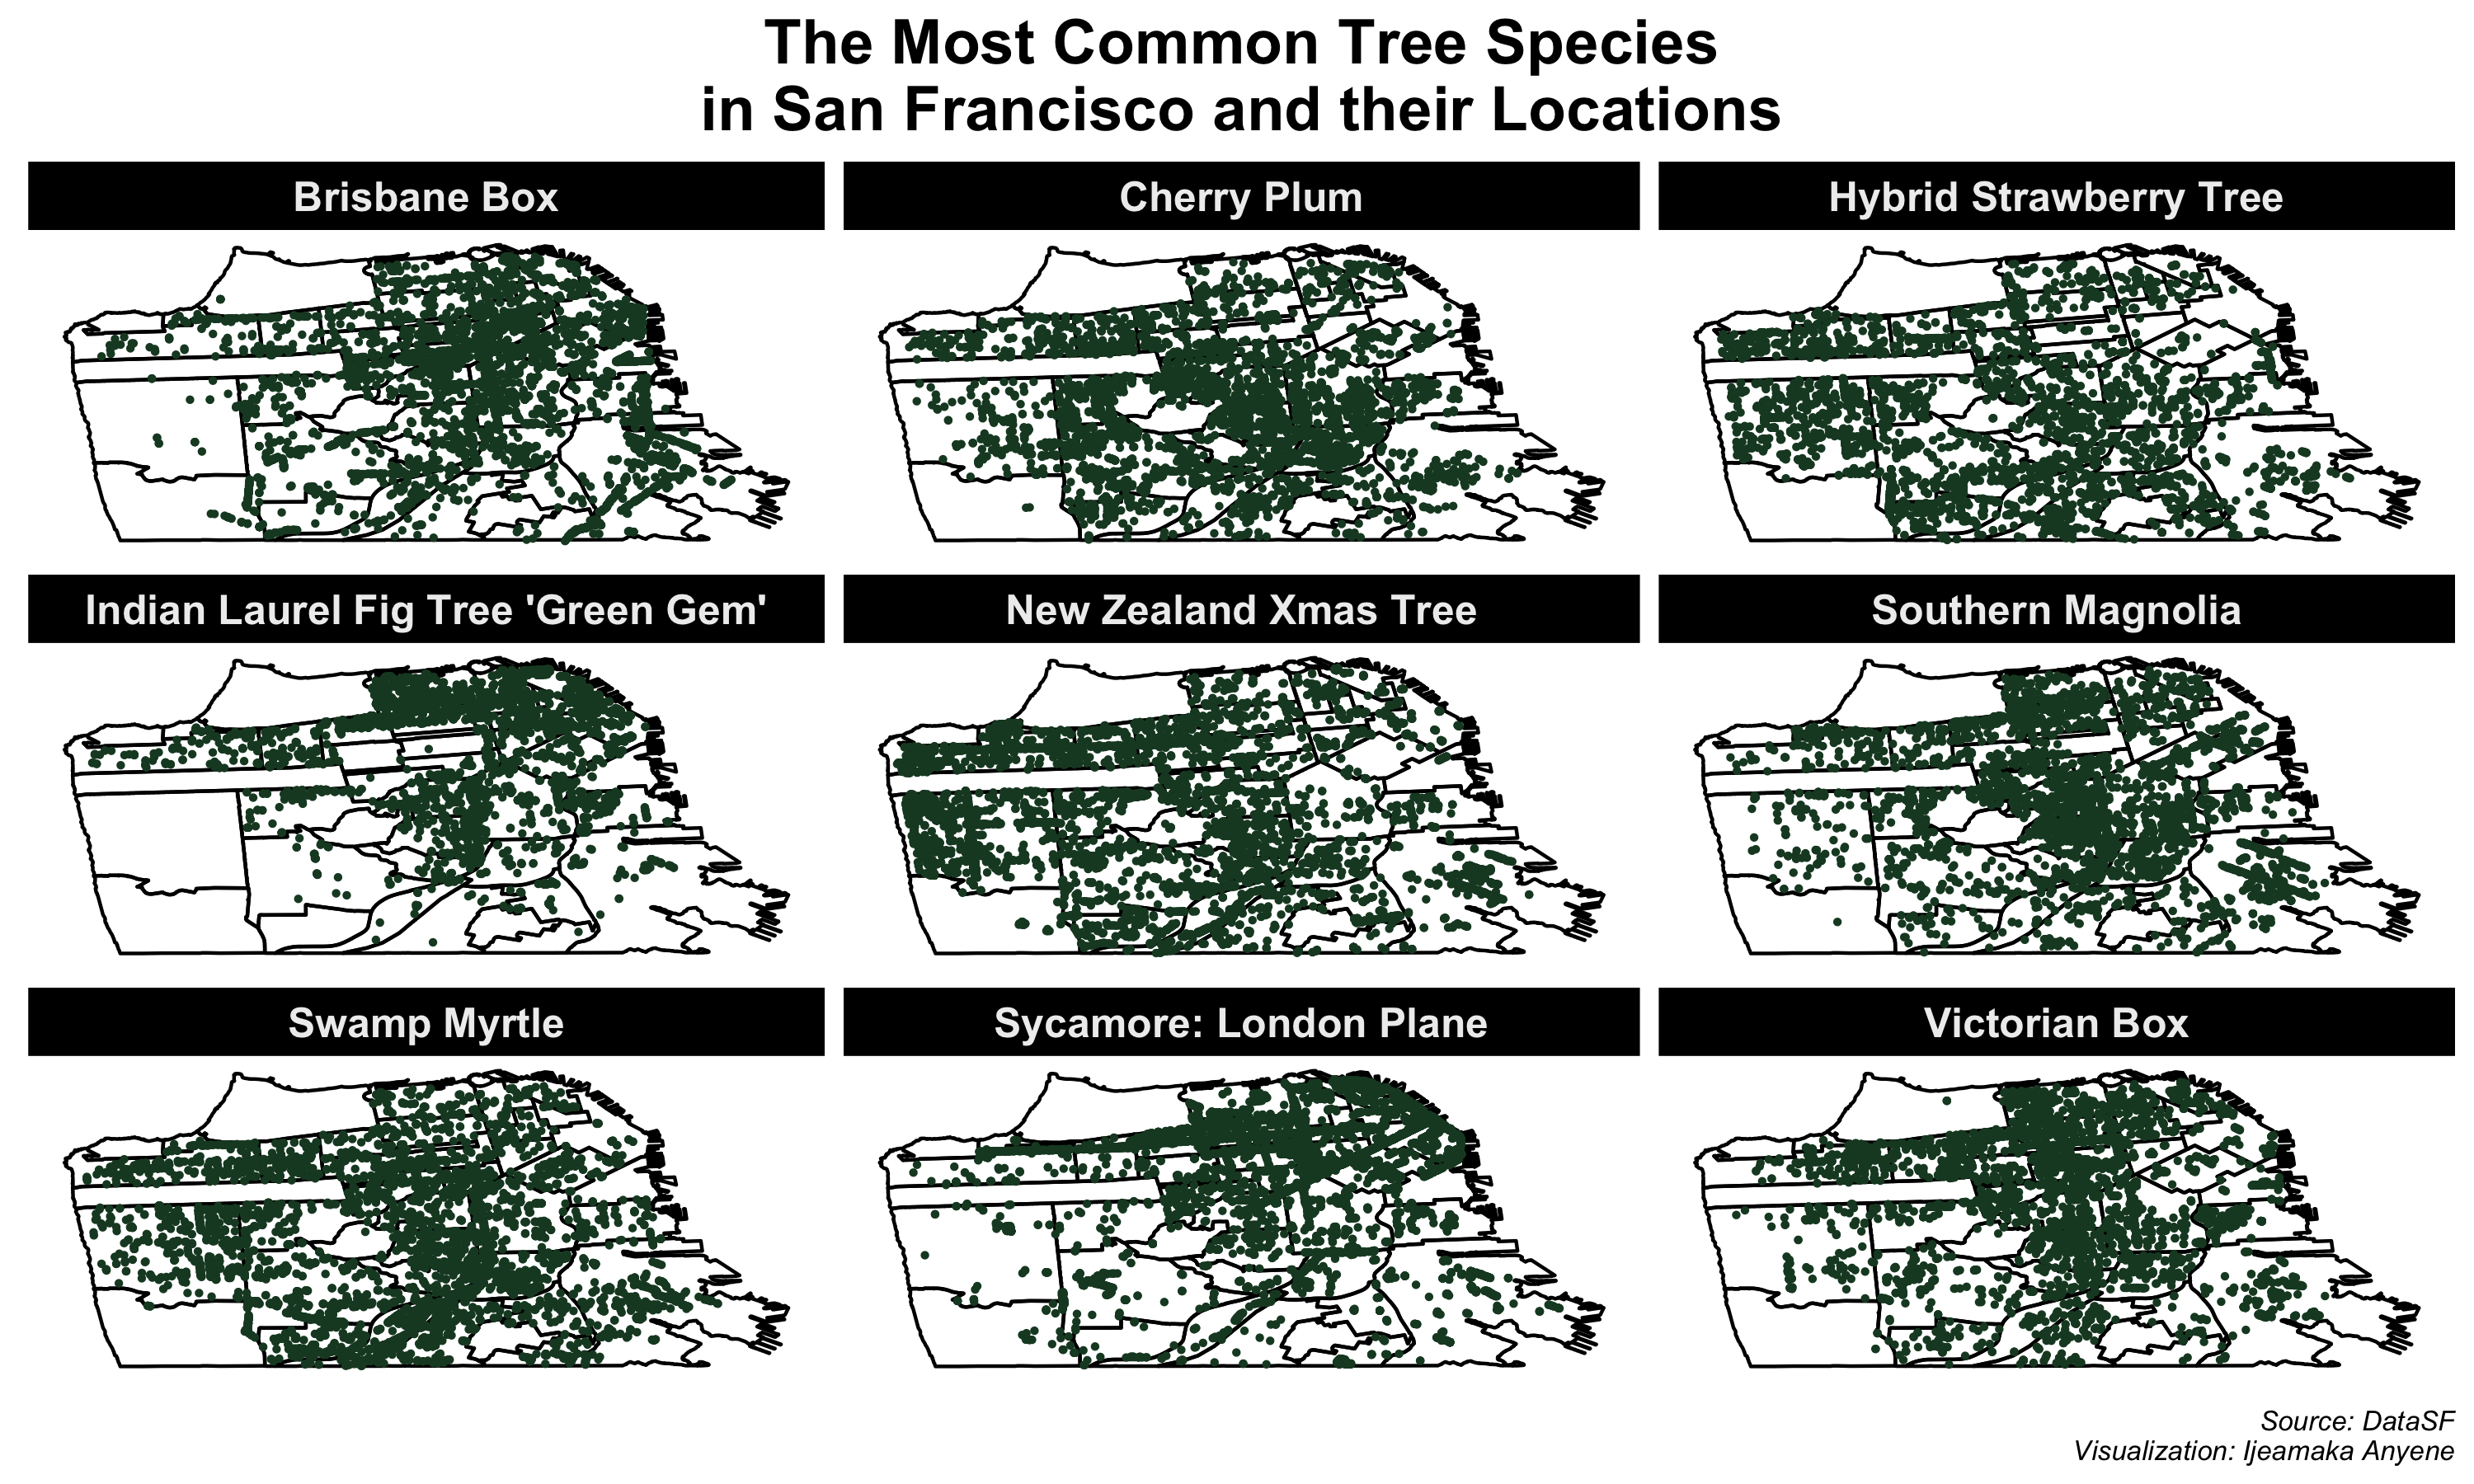 The Most Common Tree Species
in San Francisco and their Locations
Brisbane Box
Cherry Plum
Hybrid Strawberry Tree
Indian Laurel Fig Tree 'Green Gem'
New Zealand Xmas Tree
Southern Magnolia
Swamp Myrtle
Sycamore: London Plane
Victorian Box
Source: DataSF
Visualization: Ijeamaka Anyene